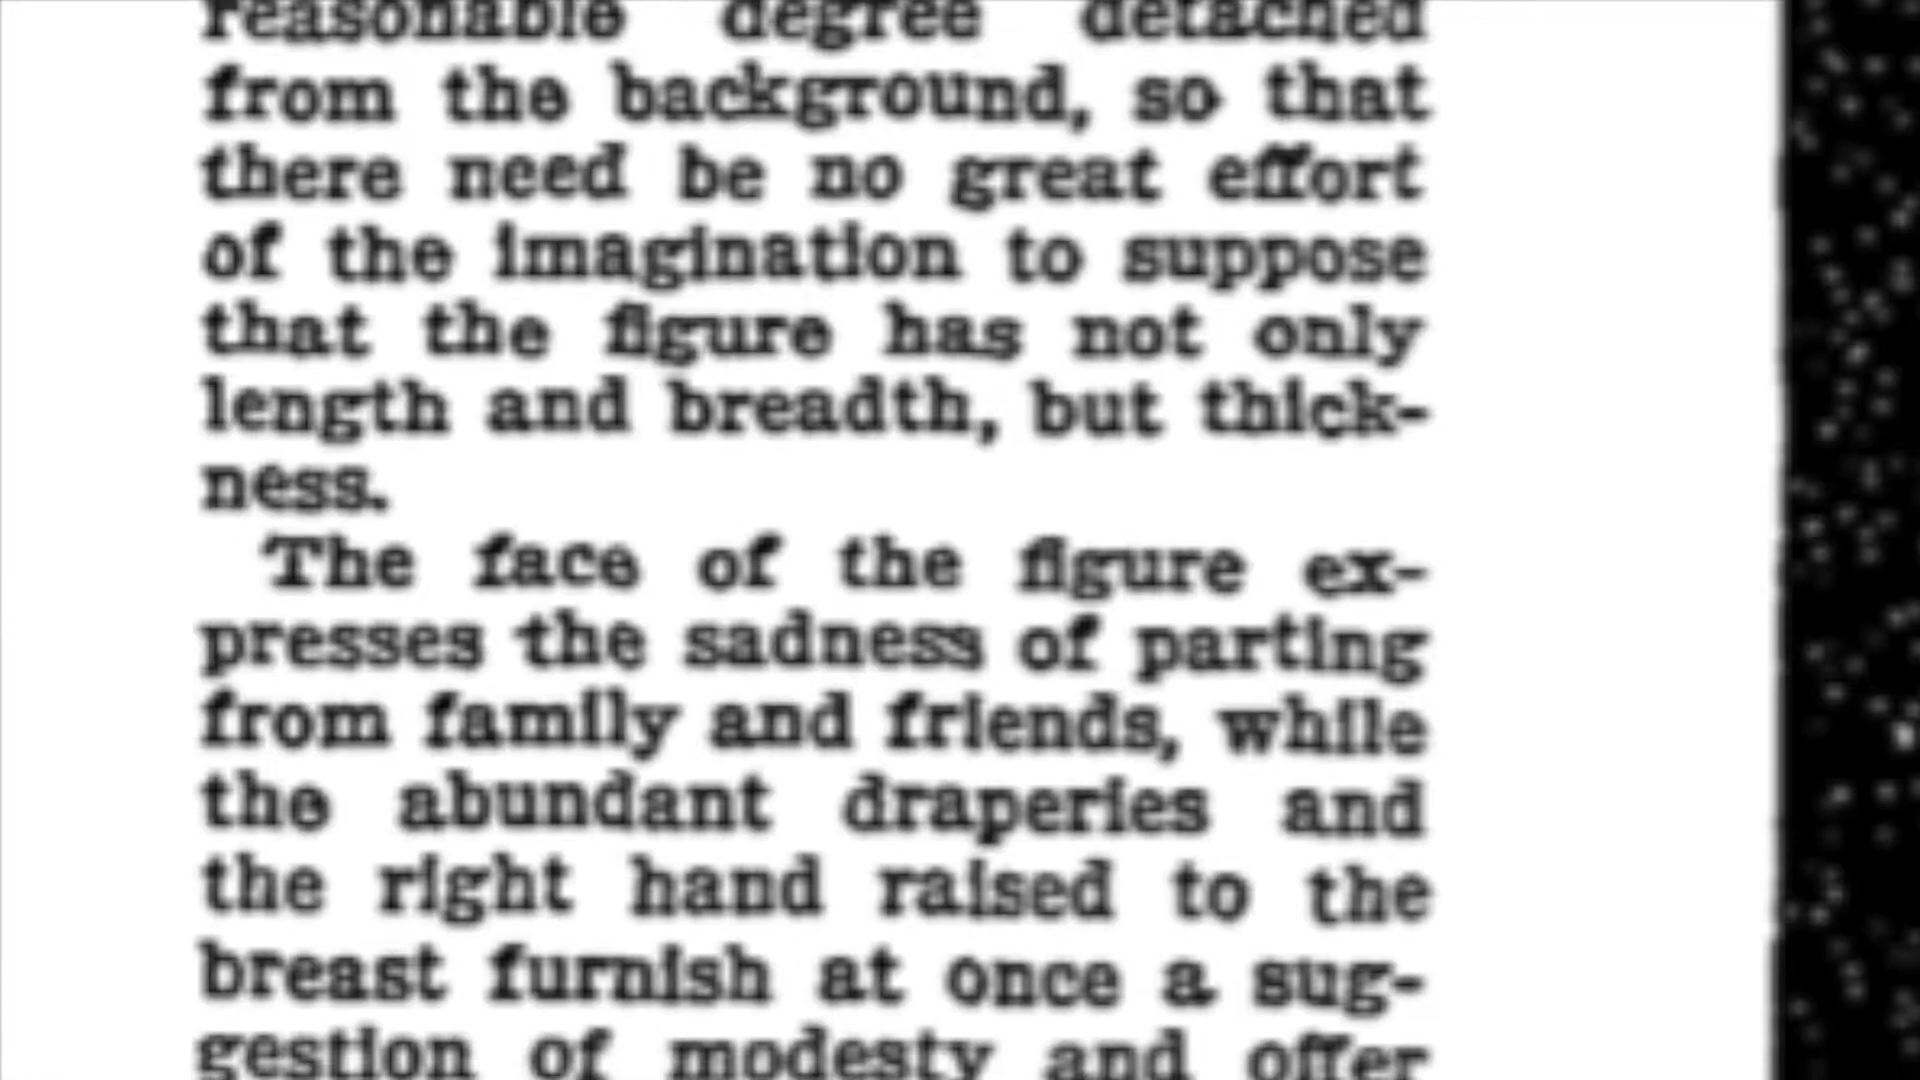 reasonable degree detached
from the background, so that
there need be no great effort
of the imagination to suppose
that the figure has not only
length and breadth, but thick-
ness.
The face of the figure ex-
presses the sadness of parting
from family and friends, while
the abundant draperies and
the right hand raised to the
breast furnish at once a sug-
gestion of modesty and offer